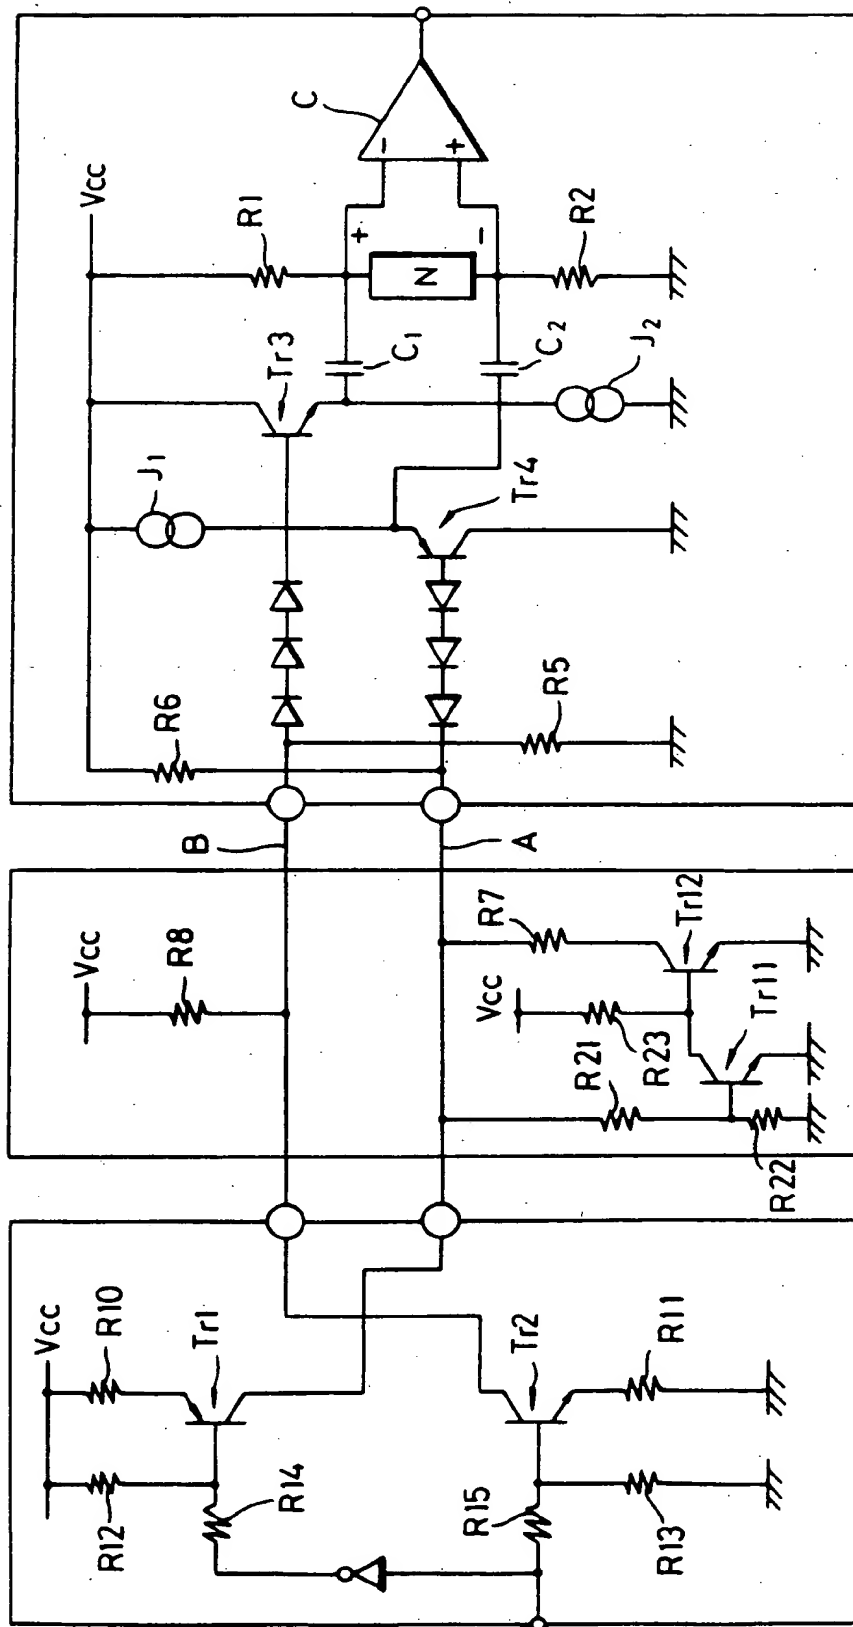 C
Vcc
R1
+
-
-
+
N
R2
C1
C2
Tr3
J2
J1
Tr4
R6
R5
B
A
Vcc
R8
R7
Tr12
Vcc
R23
Tr11
R21
R22
Vcc
R10
Tr1
Tr2
R11
R12
R14
R15
R13